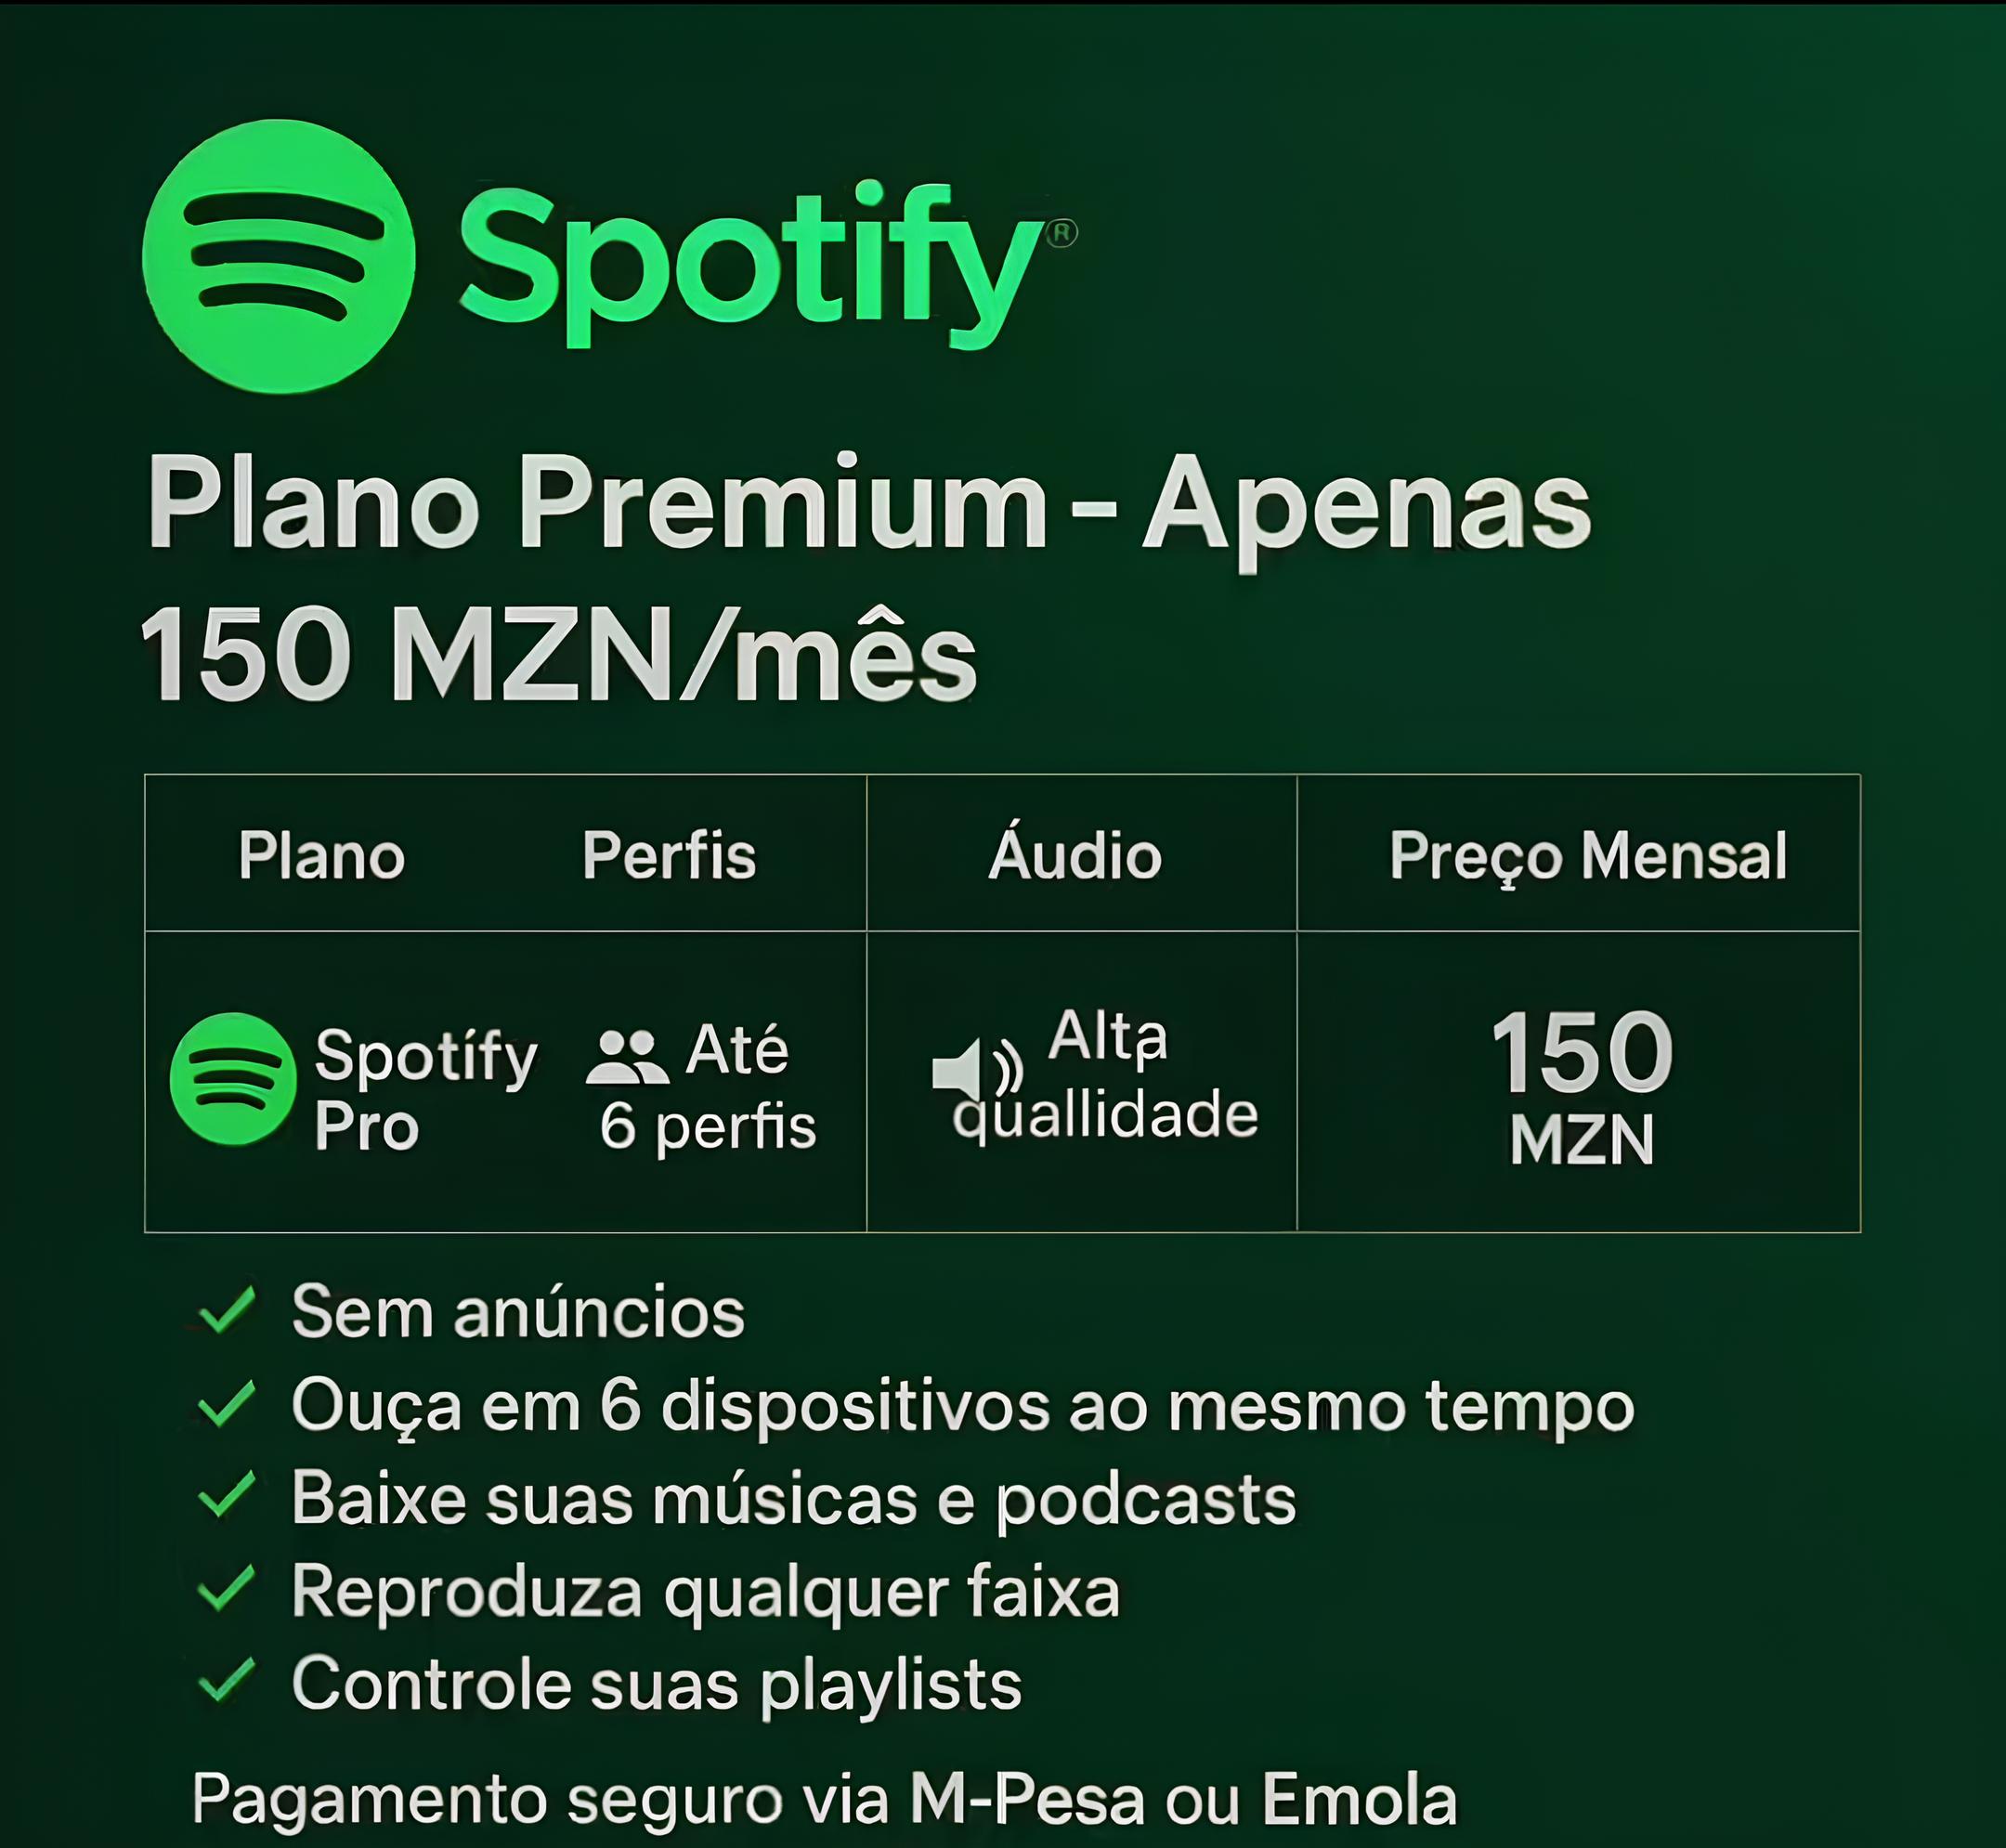 Spotify®
Plano Premium – Apenas
150 MZN/mês
Plano Perfis Áudio Preço Mensal
Spotífy
Pro
Até
6 perfis
Alta
quallidade
150
MZN
Sem anúncios
Ouça em 6 dispositivos ao mesmo tempo
Baixe suas músicas e podcasts
Reproduza qualquer faixa
Controle suas playlists
Pagamento seguro via M-Pesa ou Emola